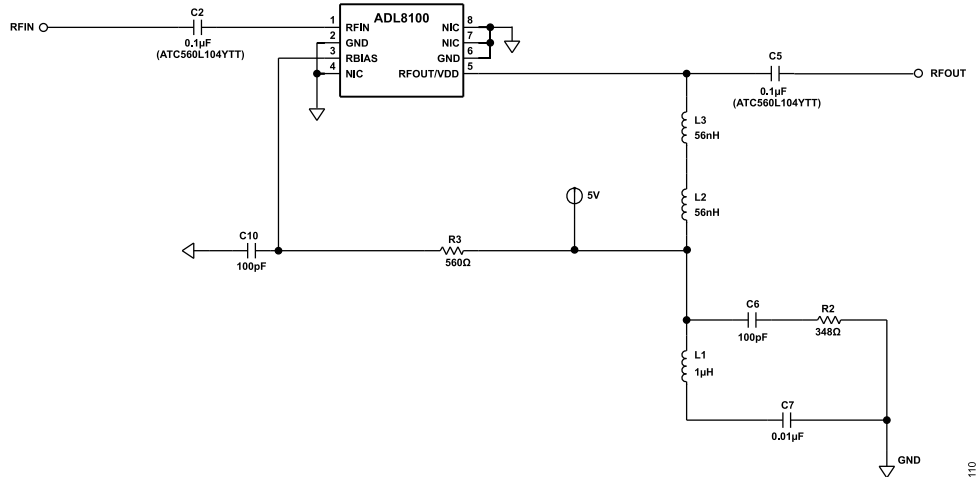 ADL8100
RFIN
C2
0.1µF
(ATC560L104YTT)
1
RFIN
NIC
8
2
GND
NIC
7
3
RBIAS
GND
6
4
NIC
RFOUT/VDD
5
C5
0.1µF
(ATC560L104YTT)
RFOUT
L3
56nH
5V
L2
56nH
C10
100pF
R3
560Ω
C6
100pF
R2
348Ω
L1
1µH
C7
0.01µF
GND
110